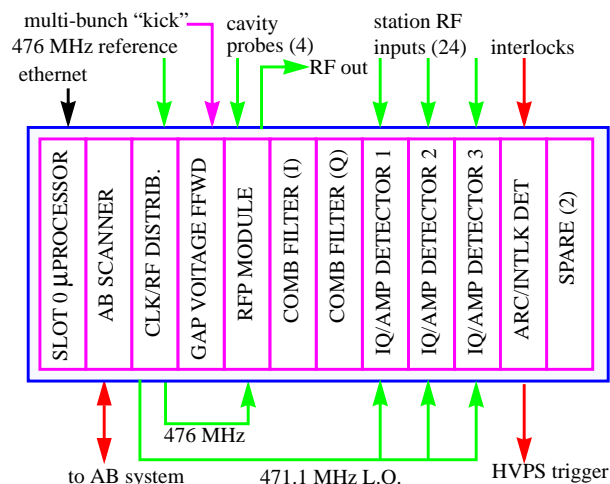 multi-bunch “kick”
476 MHz reference
ethernet
cavity
probes (4)
RF out
station RF
inputs (24)
interlocks
SLOT 0 µPROCESSOR
AB SCANNER
CLK/RF DISTRIB.
GAP VOLTAGE FFWD
RFP MODULE
COMB FILTER (I)
COMB FILTER (Q)
IQ/AMP DETECTOR 1
IQ/AMP DETECTOR 2
IQ/AMP DETECTOR 3
ARC/INTLK DET
SPARE (2)
476 MHz
to AB system
471.1 MHz L.O.
HVPS trigger